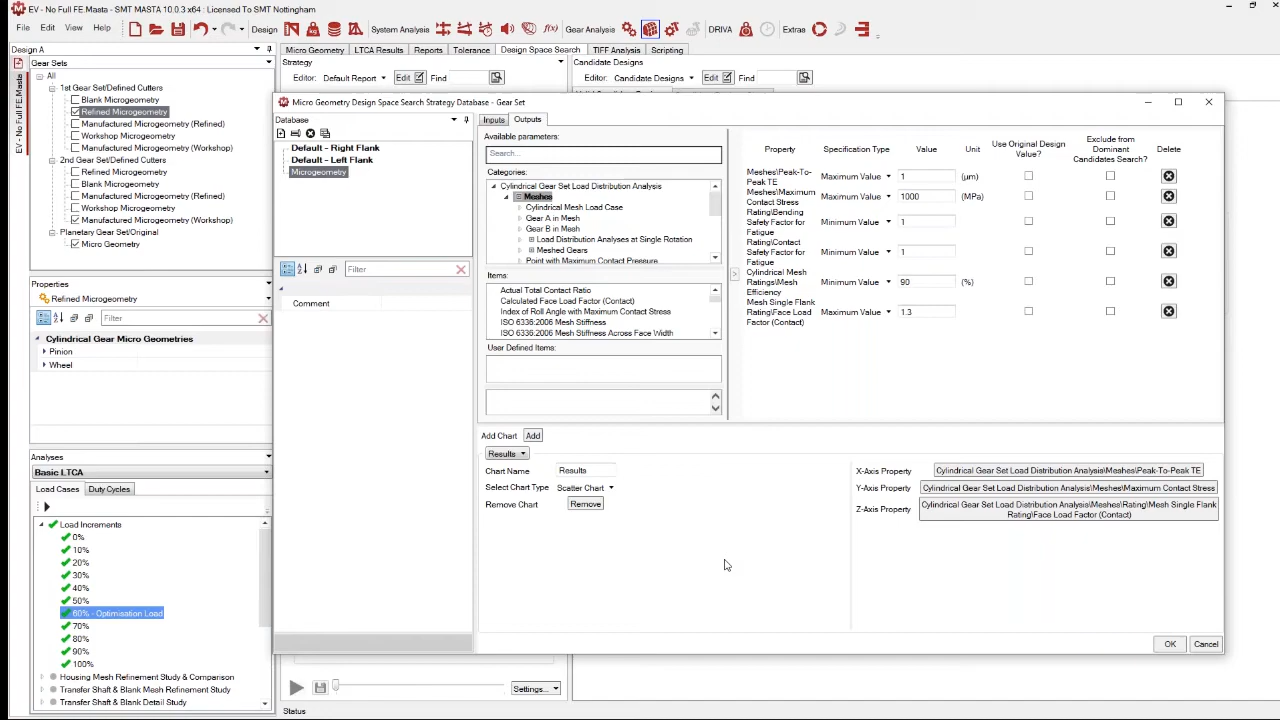 EV - No Full FE.Masta - SMT MASTA 10.0.3 x64 : Licensed To SMT Nottingham
File Edit View Design System Analysis Gear Analysis DRIVA Extras Scripting
Design A
Micro Geometry LTCA Results Reports Tolerance Design Space Search TIFF Analysis Scripting
Gear Sets
Strategy
Candidate Designs
Editor: Default Report Edit Find
Editor: Candidate Designs Edit Find
EV - No Full FE.Masta
All
1st Gear Set/Defined Cutters
Blank Microgeometry
Refined Microgeometry
Manufactured Microgeometry (Refined)
Workshop Microgeometry
Manufactured Microgeometry (Workshop)
2nd Gear Set/Defined Cutters
Refined Microgeometry
Blank Microgeometry
Workshop Microgeometry
Manufactured Microgeometry (Workshop)
Planetary Gear Set/Original
Micro Geometry
Properties
Refined Microgeometry
Filter
Cylindrical Gear Micro Geometries
Pinion
Wheel
Analyses
Basic LTCA
Load Cases Duty Cycles
Load Increments
0%
10%
20%
30%
40%
50%
60% - Optimisation Load
70%
80%
90%
100%
Housing Mesh Refinement Study & Comparison
Transfer Shaft & Blank Mesh Refinement Study
Transfer Shaft & Blank Detail Study
Micro Geometry Design Space Search Strategy Database - Gear Set
Database
Default - Right Flank
Default - Left Flank
Microgeometry
Filter
Comment
Inputs Outputs
Available parameters:
Search...
Categories:
Cylindrical Gear Set Load Distribution Analysis
Meshes
Cylindrical Mesh Load Case
Gear A in Mesh
Gear B in Mesh
Load Distribution Analyses at Single Rotation
Meshed Gears
Point with Maximum Contact Pressure
Items:
Actual Total Contact Ratio
Calculated Face Load Factor (Contact)
Index of Roll Angle with Maximum Contact Stress
ISO 6336:2006 Mesh Stiffness
ISO 6336:2006 Mesh Stiffness Across Face Width
User Defined Items:
>
Property Specification Type Value Unit Use Original Design Value? Exclude from Dominant Candidates Search? Delete
Meshes\Peak-To-Peak TE Maximum Value 1 (μm)
Meshes\Maximum Contact Stress Maximum Value 1000 (MPa)
Rating\Bending Safety Factor for Fatigue Minimum Value 1
Rating\Contact Safety Factor for Fatigue Minimum Value 1
Cylindrical Mesh Ratings\Mesh Efficiency Minimum Value 90 (%)
Mesh Single Flank Rating\Face Load Factor (Contact) Maximum Value 1.3
Add Chart Add
Results
Chart Name Results
Select Chart Type Scatter Chart
Remove Chart Remove
X-Axis Property Cylindrical Gear Set Load Distribution Analysis\Meshes\Peak-To-Peak TE
Y-Axis Property Cylindrical Gear Set Load Distribution Analysis\Meshes\Maximum Contact Stress
Z-Axis Property Cylindrical Gear Set Load Distribution Analysis\Meshes\Rating\Mesh Single Flank Rating\Face Load Factor (Contact)
OK Cancel
Settings...
Status